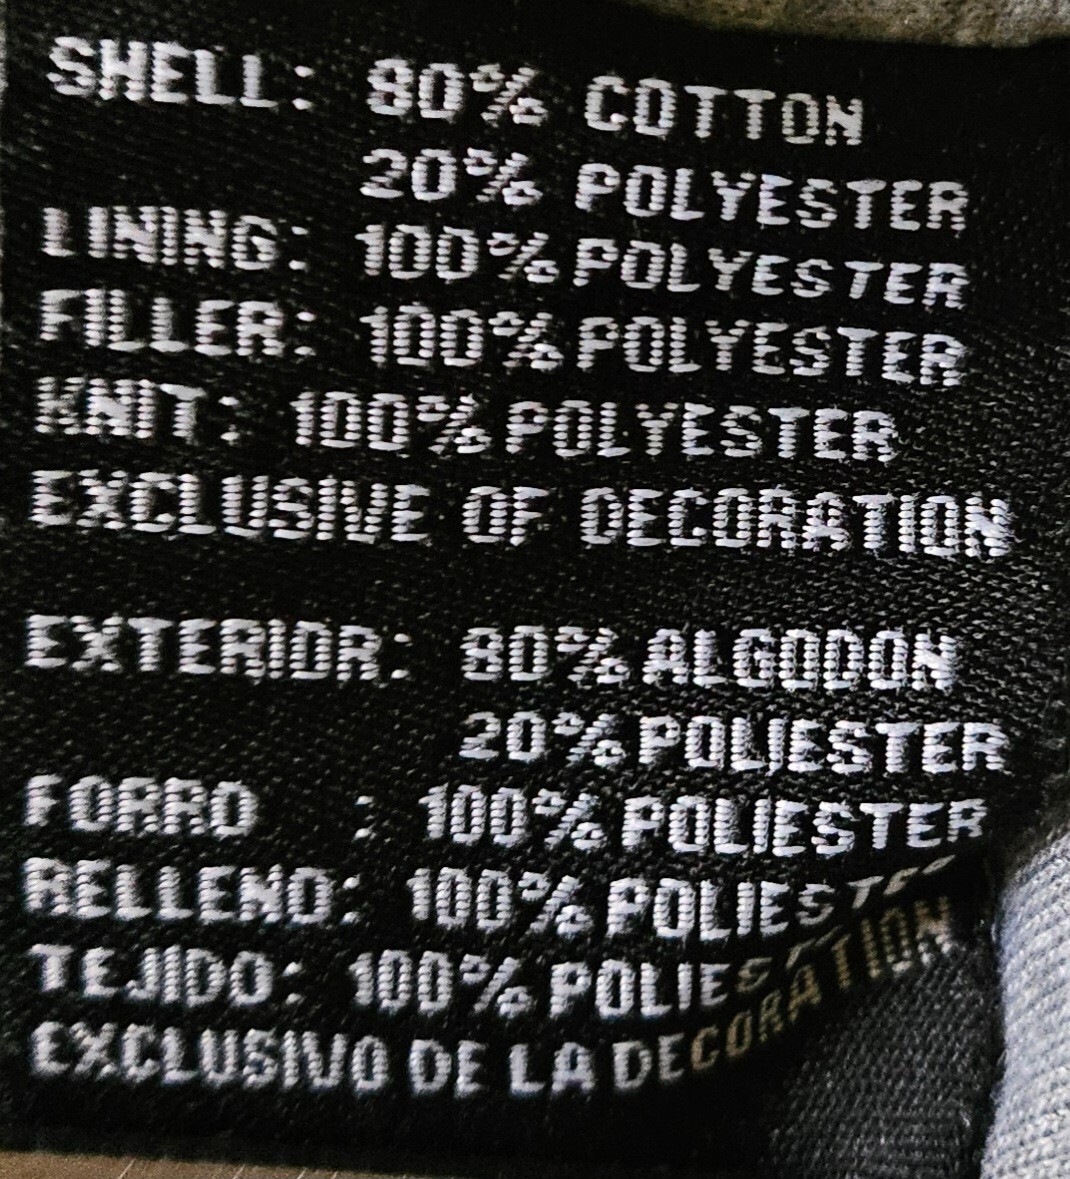 SHELL: 80% COTTON
20% POLYESTER
LINING: 100% POLYESTER
FILLER: 100% POLYESTER
KNIT: 100% POLYESTER
EXCLUSIVE OF DECORATION
EXTERIOR: 80% ALGODON
20% POLIESTER
FORRO : 100% POLIESTER
RELLENO: 100% POLIESTER
TEJIDO: 100%
EXCLUSIVO DE LA DECORATION